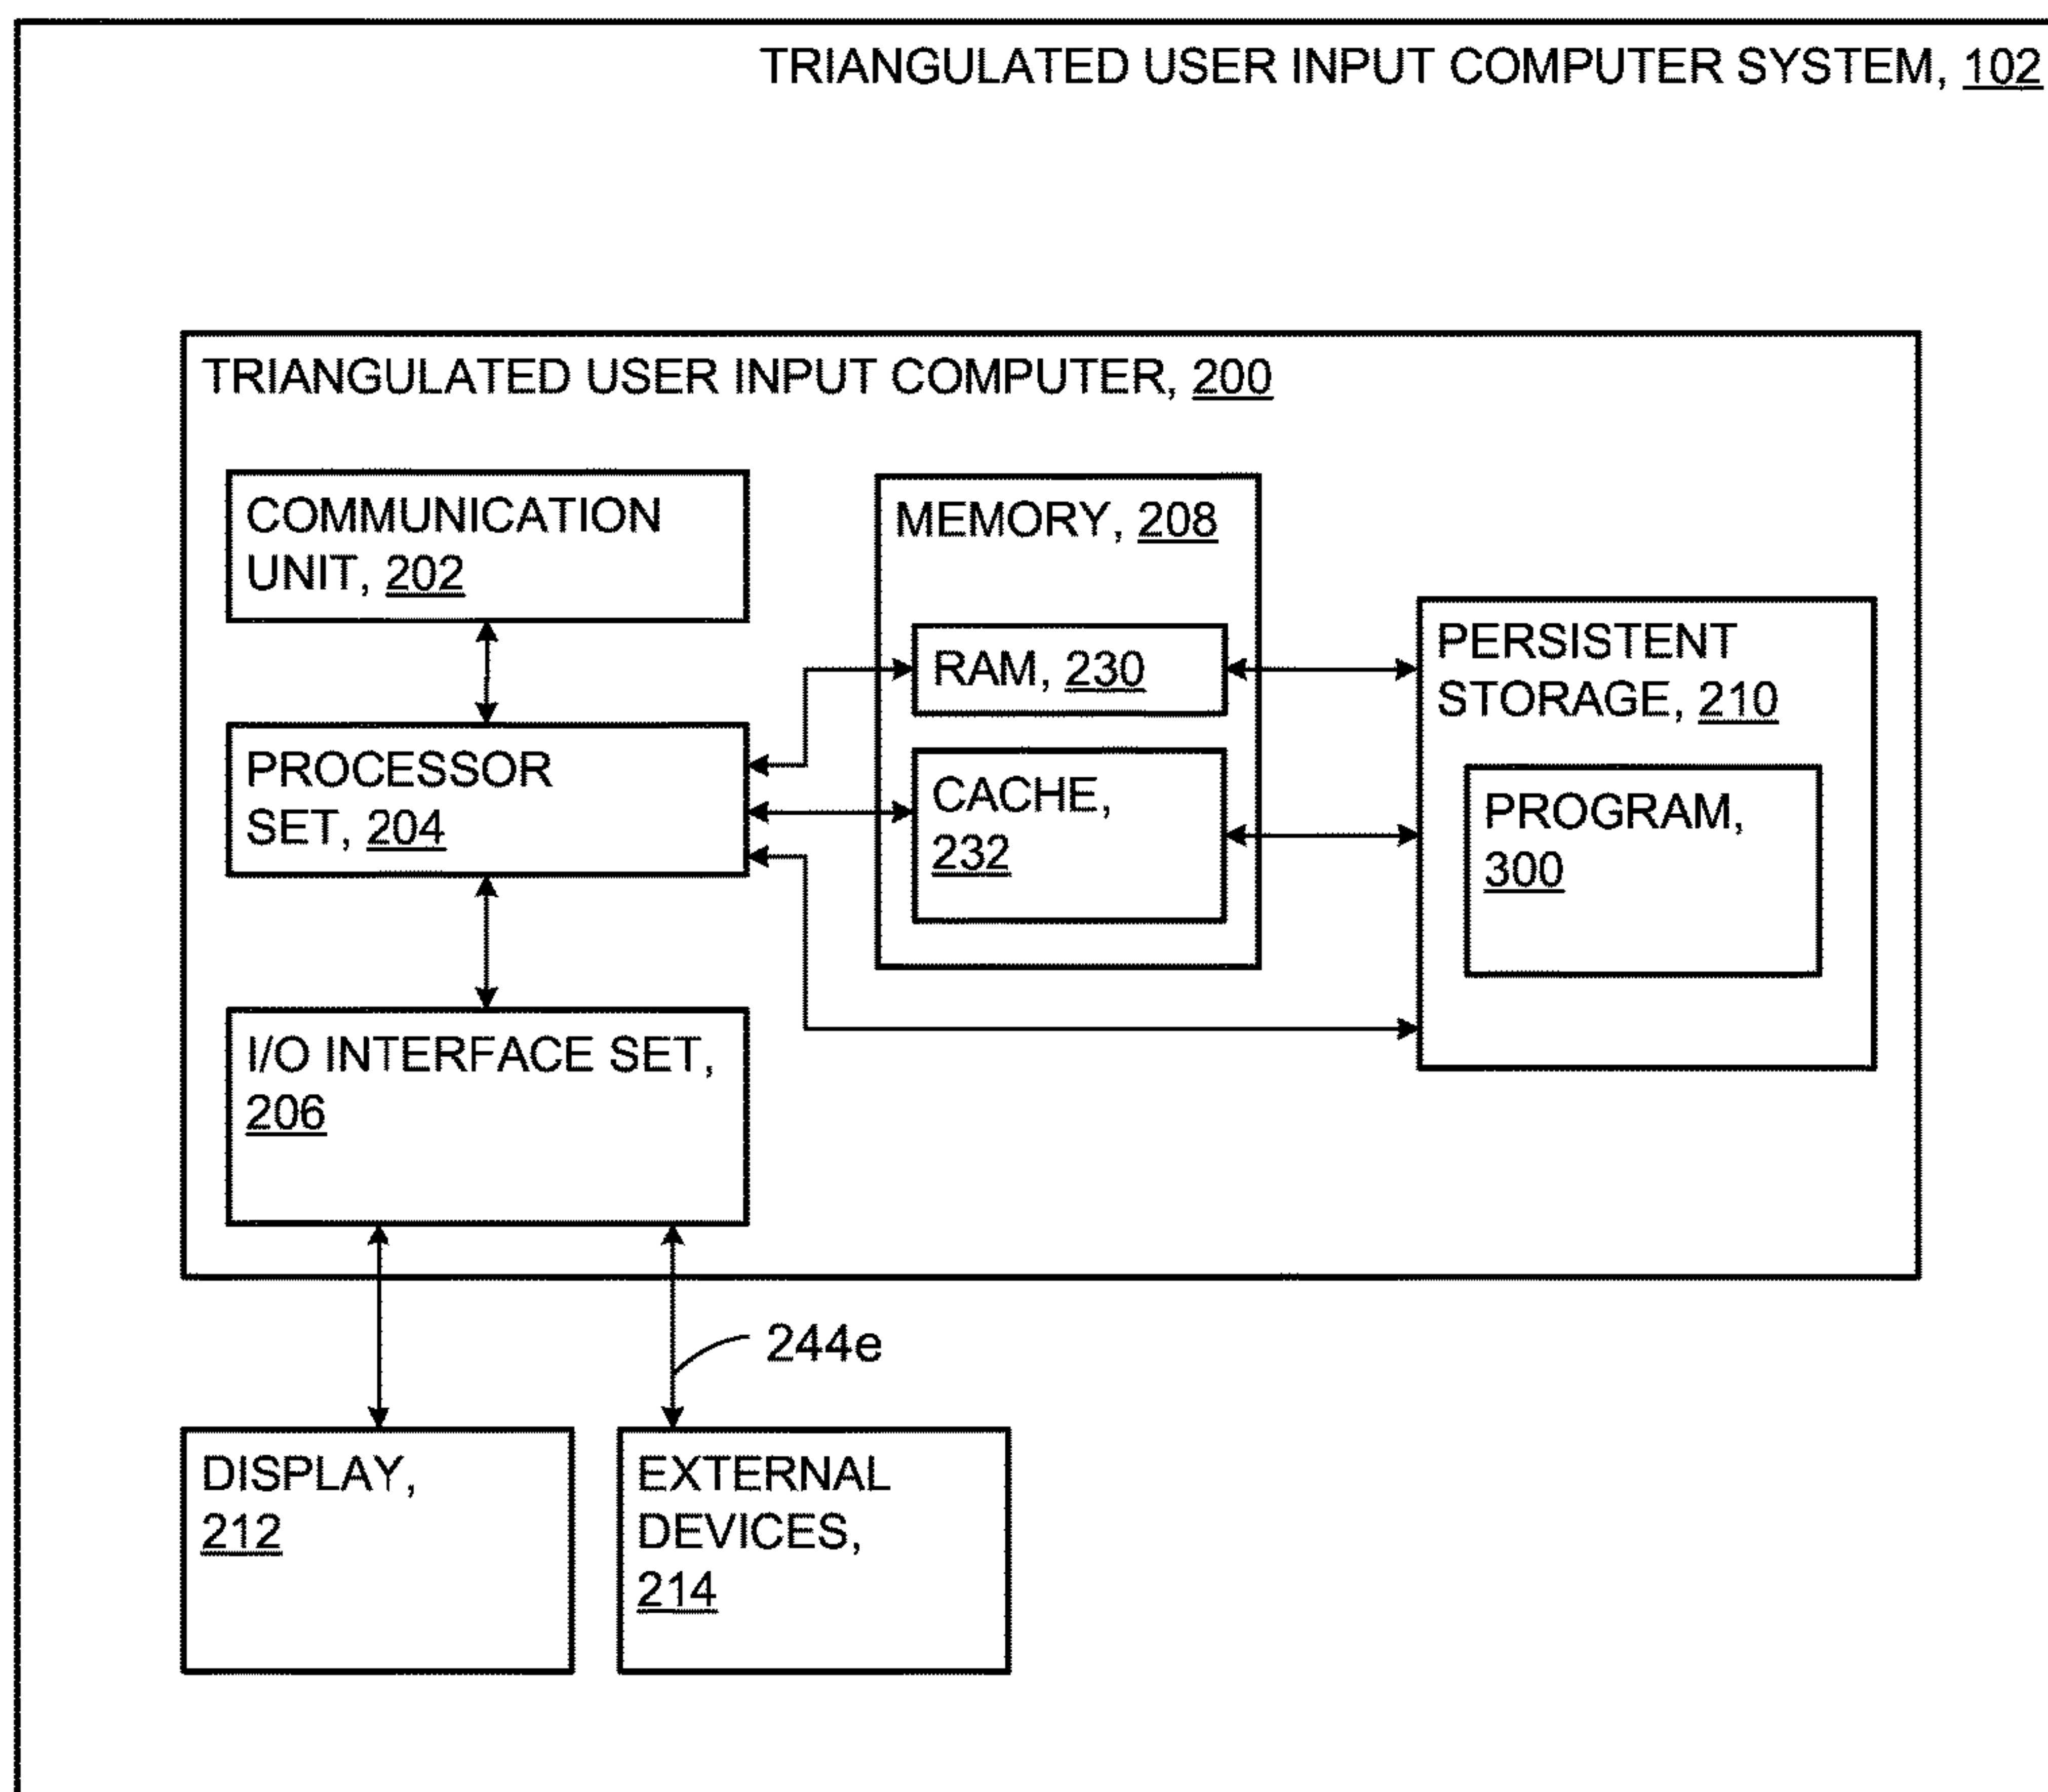 TRIANGULATED USER INPUT COMPUTER SYSTEM, 102
TRIANGULATED USER INPUT COMPUTER, 200
COMMUNICATION
UNIT, 202
MEMORY, 208
RAM, 230
PERSISTENT
STORAGE, 210
PROCESSOR
SET, 204
CACHE,
232
PROGRAM,
300
I/O INTERFACE SET,
206
244e
DISPLAY,
212
EXTERNAL
DEVICES,
214